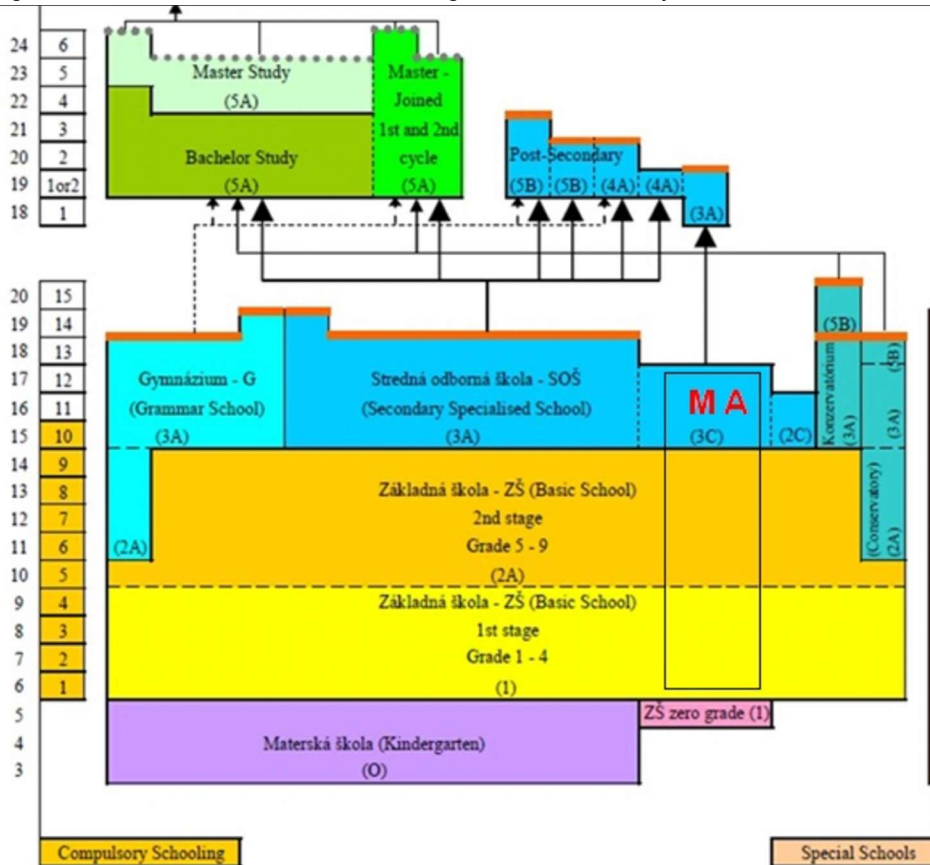 24 6
23 5 Master Study Master -
22 4 (5A) Joined
21 3 1st and 2nd
20 2 Bachelor Study cycle Post-Secondary
19 1or2 (5A) (5A) (5B) (5B) (4A) (4A)
18 1 (3A)
20 15
19 14 (5B)
18 13 (5B)
17 12 Gymnázium - G Stredná odborná škola - SOŠ M A
16 11 (Grammar School) (Secondary Specialised School) Konzervatórium
15 10 (3A) (3A) (3C) (2C) (3A) (3A)
14 9
13 8 Základná škola - ZŠ (Basic School)
12 7 2nd stage (Conservatory)
11 6 (2A) Grade 5 - 9 (2A)
10 5 (2A)
9 4 Základná škola - ZŠ (Basic School)
8 3 1st stage
7 2 Grade 1 - 4
6 1 (1)
5 ZŠ zero grade (1)
4 Materská škola (Kindergarten)
3 (O)
Compulsory Schooling Special Schools